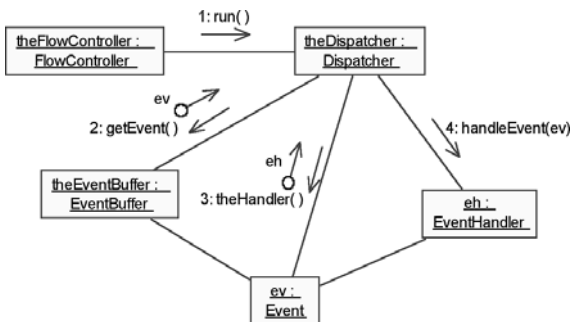 1: run( )
theFlowController :
FlowController
theDispatcher :
Dispatcher
ev
2: getEvent( )
eh
3: theHandler( )
4: handleEvent(ev)
theEventBuffer :
EventBuffer
eh :
EventHandler
ev :
Event